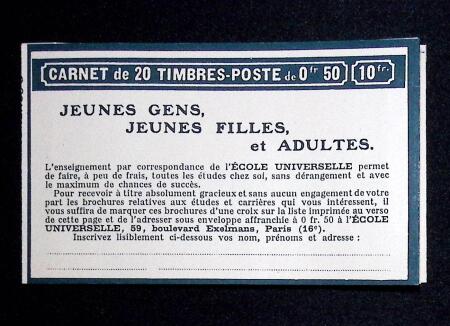 CARNET de 20 TIMBRES-POSTE de 0fr 50 10fr.
JEUNES GENS,
JEUNES FILLES,
et ADULTES.
L'enseignement par correspondance de l'ÉCOLE UNIVERSELLE permet
de faire, à peu de frais, toutes les études chez soi, sans dérangement et avec
le maximum de chances de succès.
Pour recevoir à titre absolument gracieux et sans aucun engagement de votre
part les brochures relatives aux études et carrières qui vous intéressent, il
vous suffira de marquer ces brochures d'une croix sur la liste imprimée au verso
de cette page et de l'adresser sous enveloppe affranchie à 0 fr. 50 à l'ÉCOLE
UNIVERSELLE, 59, boulevard Exelmans, Paris (16e).
Inscrivez lisiblement ci-dessous vos nom, prénoms et adresse :